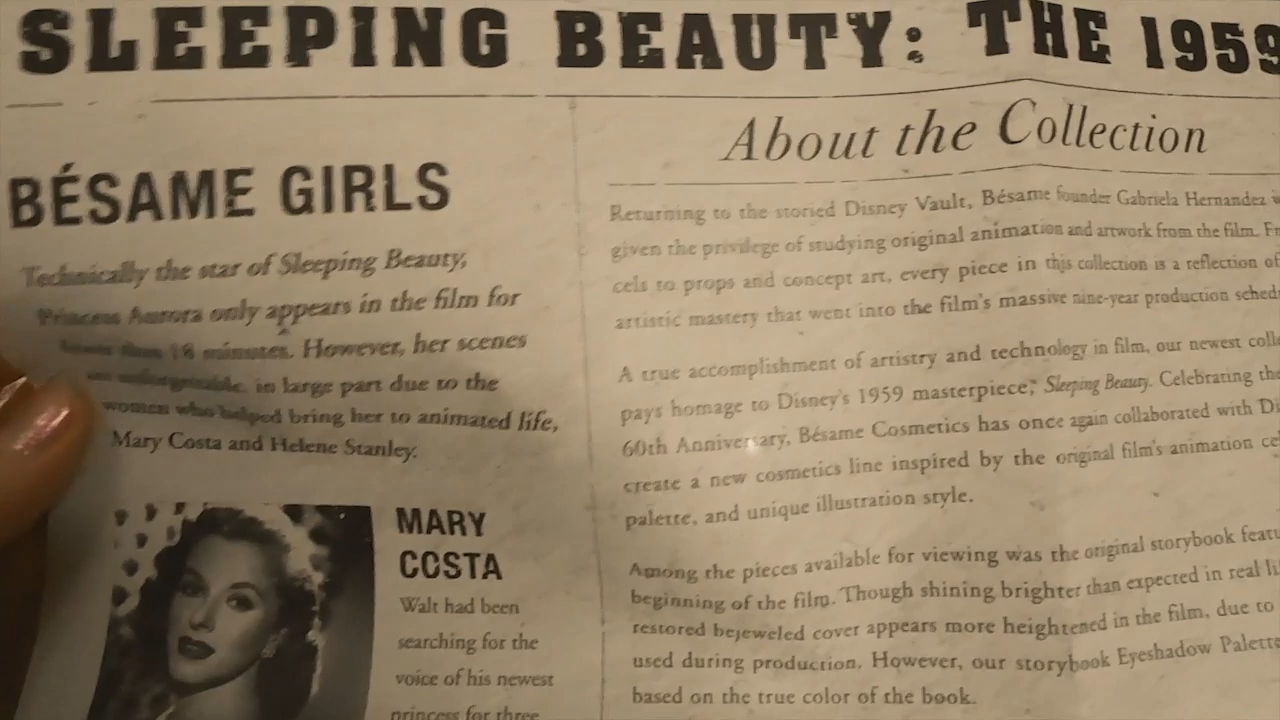 SLEEPING BEAUTY: THE 1959
BÉSAME GIRLS
Technically the star of Sleeping Beauty,
Princess Aurora only appears in the film for
than 18 minutes. However, her scenes
unforgettable, in large part due to the
women who helped bring her to animated life,
Mary Costa and Helene Stanley.
MARY
COSTA
Walt had been
searching for the
voice of his newest
princess for three
About the Collection
Returning to the storied Disney Vault, Bésame founder Gabriela Hernandez
given the privilege of studying original animation and artwork from the film.
cels to props and concept art, every piece in this collection is a reflection of
artistic mastery that went into the film's massive nine-year production
A true accomplishment of artistry and technology in film, our newest
pays homage to Disney's 1959 masterpiece, Sleeping Beauty. Celebrating the
60th Anniversary, Bésame Cosmetics has once again collaborated with
create a new cosmetics line inspired by the original film's animation
palette, and unique illustration style.
Among the pieces available for viewing was the original storybook
beginning of the film. Though shining brighter than expected in real
restored bejeweled cover appears more heightened in the film, due to
used during production. However, our storybook Eyeshadow Palette
based on the true color of the book.